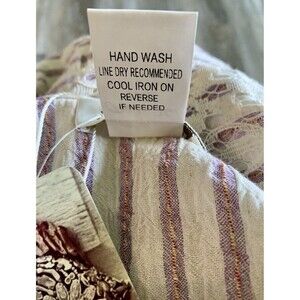 HAND WASH
LINE DRY RECOMMENDED
COOL IRON ON
REVERSE
IF NEEDED